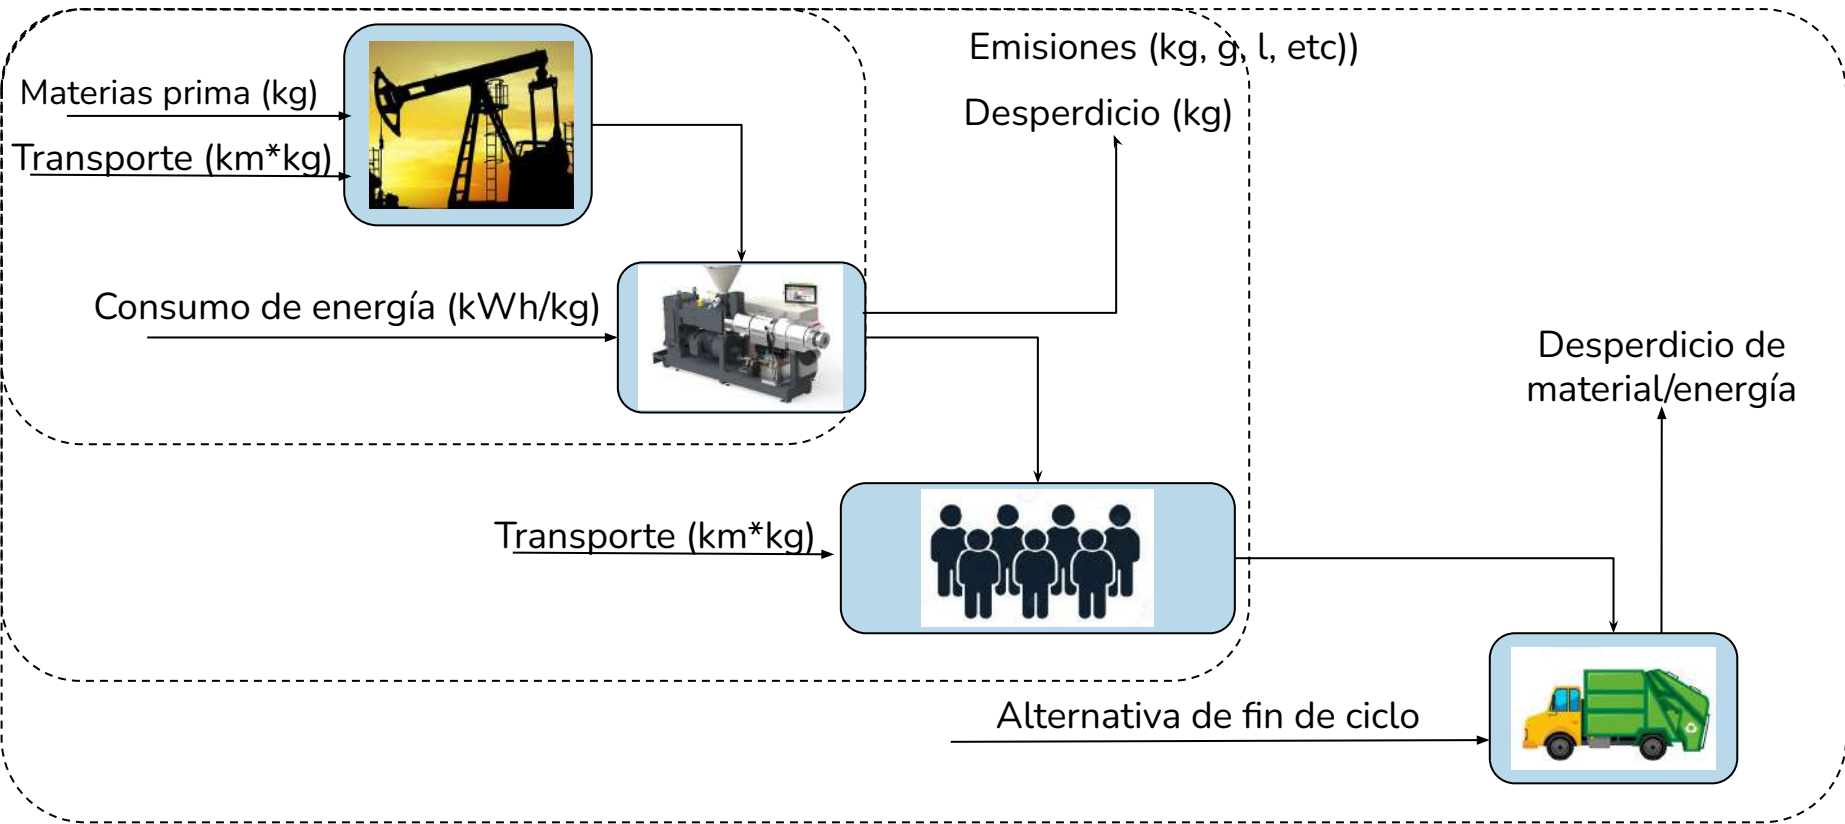 Emisiones (kg, g, l, etc))
Materias prima (kg)
Desperdicio (kg)
Transporte (km*kg)
Consumo de energía (kWh/kg)
Desperdicio de
material/energía
Transporte (km*kg)
Alternativa de fin de ciclo